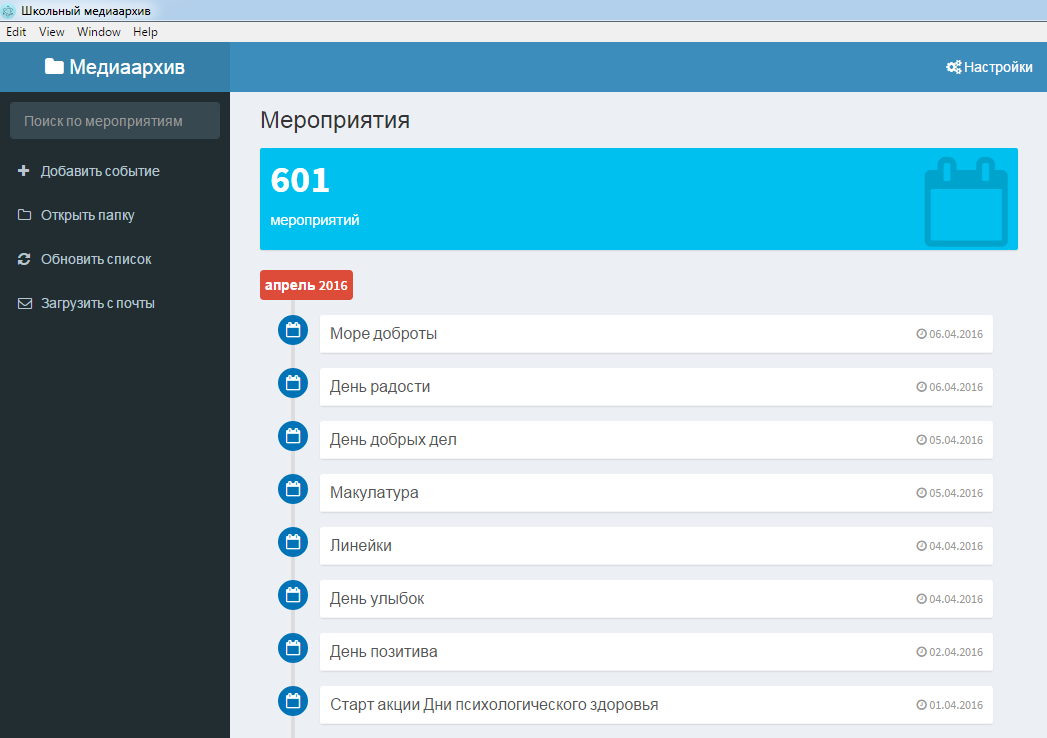 Школьный медиаархив
Edit View Window Help
Медиаархив
Настройки
Поиск по мероприятиям
Добавить событие
Открыть папку
Обновить список
Загрузить с почты
Мероприятия
601
мероприятий
апрель 2016
Море доброты 06.04.2016
День радости 06.04.2016
День добрых дел 05.04.2016
Макулатура 05.04.2016
Линейки 04.04.2016
День улыбок 04.04.2016
День позитива 02.04.2016
Старт акции Дни психологического здоровья 01.04.2016